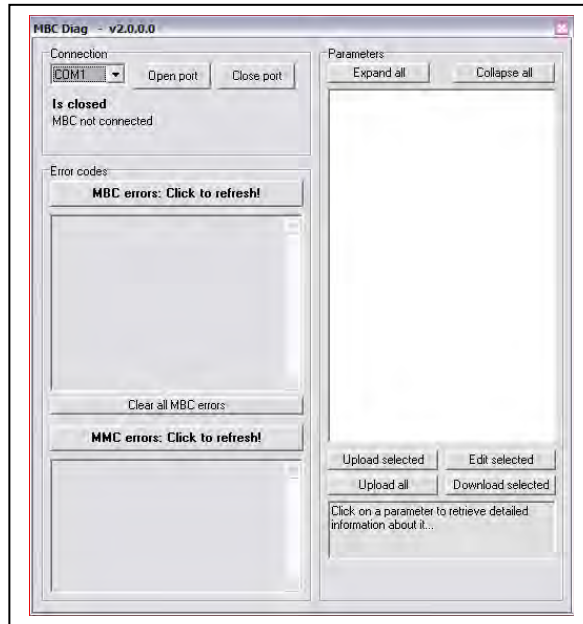 MBC Diag - v2.0.0.0
Connection
COM1
Open port
Close port
Is closed
MBC not connected
Error codes
MBC errors: Click to refresh!
Clear all MBC errors
MMC errors: Click to refresh!
Parameters
Expand all
Collapse all
Upload selected
Edit selected
Upload all
Download selected
Click on a parameter to retrieve detailed
information about it...